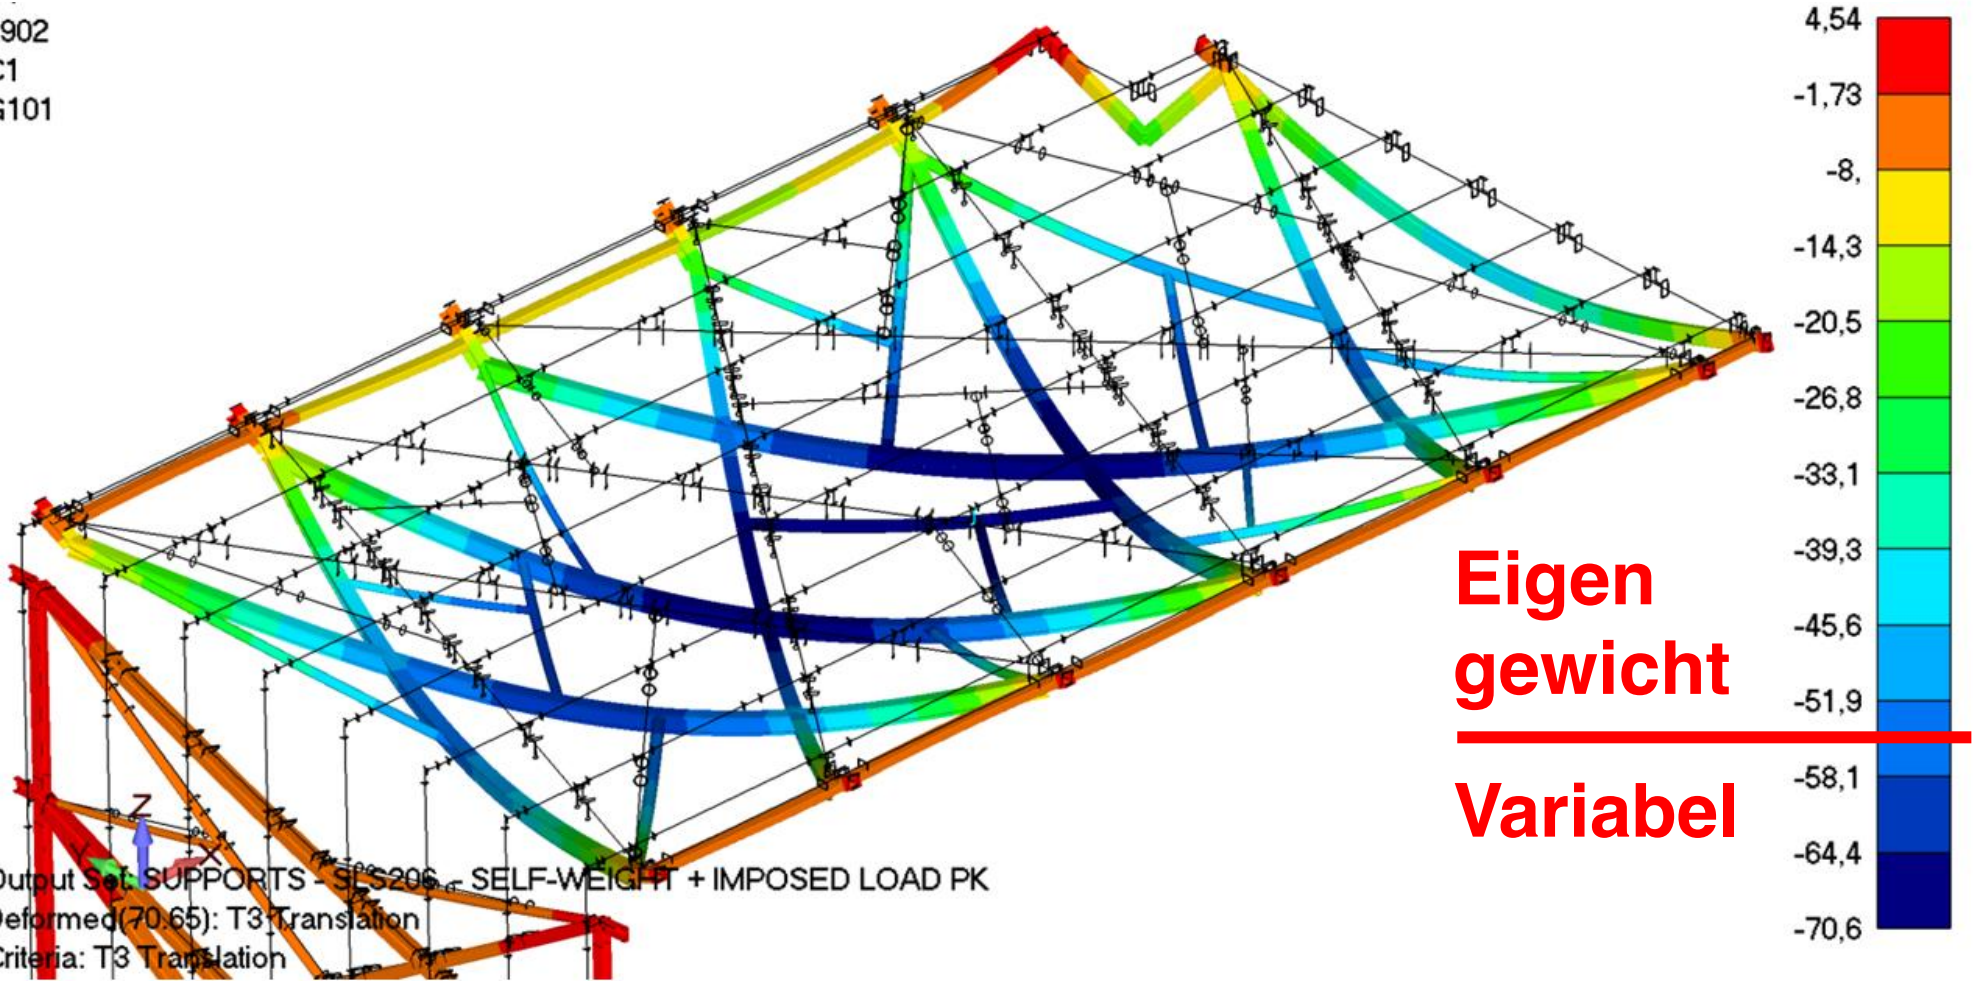 902
C1
G101
4,54
-1,73
-8,
-14,3
-20,5
-26,8
-33,1
-39,3
-45,6
-51,9
-58,1
-64,4
-70,6
Eigen
gewicht
Variabel
Z
Y
X
Output Set: SUPPORTS - SLS206 - SELF-WEIGHT + IMPOSED LOAD PK
Deformed(70.65): T3 Translation
Criteria: T3 Translation